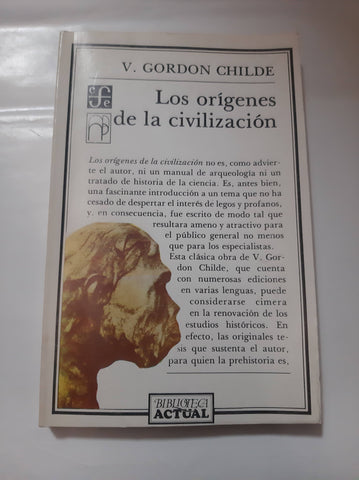 V. GORDON CHILDE
Los orígenes
de la civilización
Los orígenes de la civilización no es, como advier-
te el autor, ni un manual de arqueología ni un
tratado de historia de la ciencia. Es, antes bien,
una fascinante introducción a un tema que no ha
cesado de despertar el interés de legos y profanos,
y, en consecuencia, fue escrito de modo tal que
resultara ameno y atractivo para
el público general no menos
que para los especialistas.
Esta clásica obra de V. Gor-
don Childe, que cuenta
con numerosas ediciones
en varias lenguas, puede
considerarse cimera
en la renovación de los
estudios históricos. En
efecto, las originales te-
sis que sustenta el autor,
para quien la prehistoria es,
BIBLIOTECA
ACTUAL